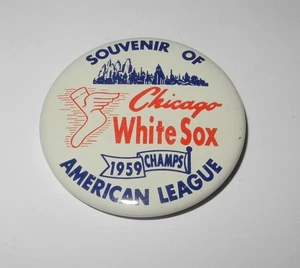 SOUVENIR OF
Chicago
White Sox
1959 CHAMPS
AMERICAN LEAGUE